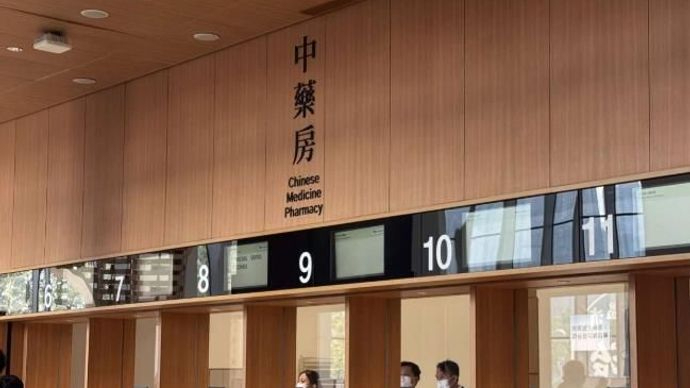 中藥房
Chinese
Medicine
Pharmacy
6
7
8
9
10
11